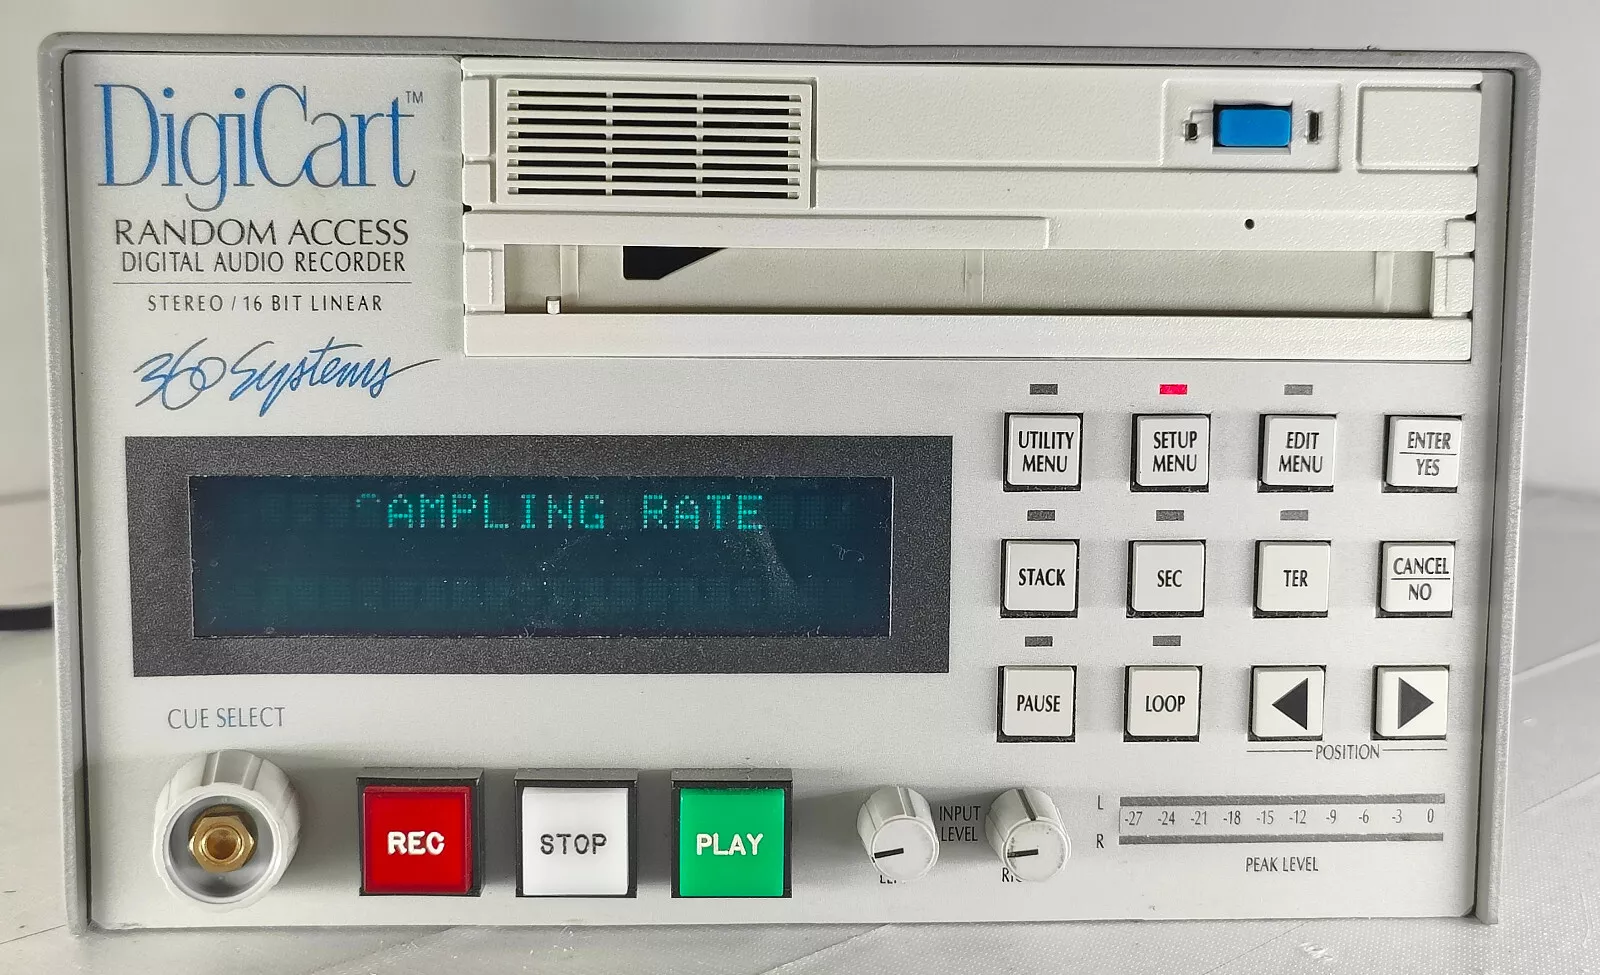 DigiCart™
RANDOM ACCESS
DIGITAL AUDIO RECORDER
STEREO / 16 BIT LINEAR
360 Systems
AMPLING RATE
UTILITY MENU
SETUP MENU
EDIT MENU
ENTER
YES
STACK
SEC
TER
CANCEL
NO
PAUSE
LOOP
POSITION
CUE SELECT
REC
STOP
PLAY
INPUT
LEVEL
L
-27 -24 -21 -18 -15 -12 -9 -6 -3 0
R
PEAK LEVEL